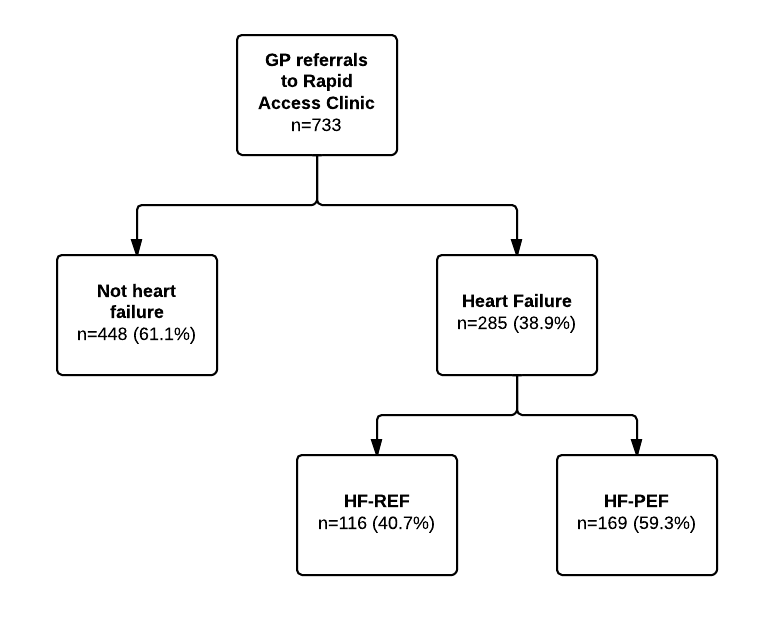 GP referrals
to Rapid
Access Clinic
n=733
Not heart
failure
n=448 (61.1%)
Heart Failure
n=285 (38.9%)
HF-REF
n=116 (40.7%)
HF-PEF
n=169 (59.3%)